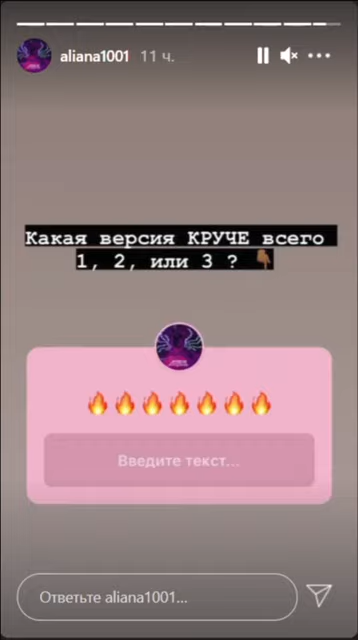 aliana1001 11 ч.
Какая версия КРУЧЕ всего
1, 2, или 3 ? 👇🏾
🔥🔥🔥🔥🔥🔥🔥
Введите текст...
Ответьте aliana1001...